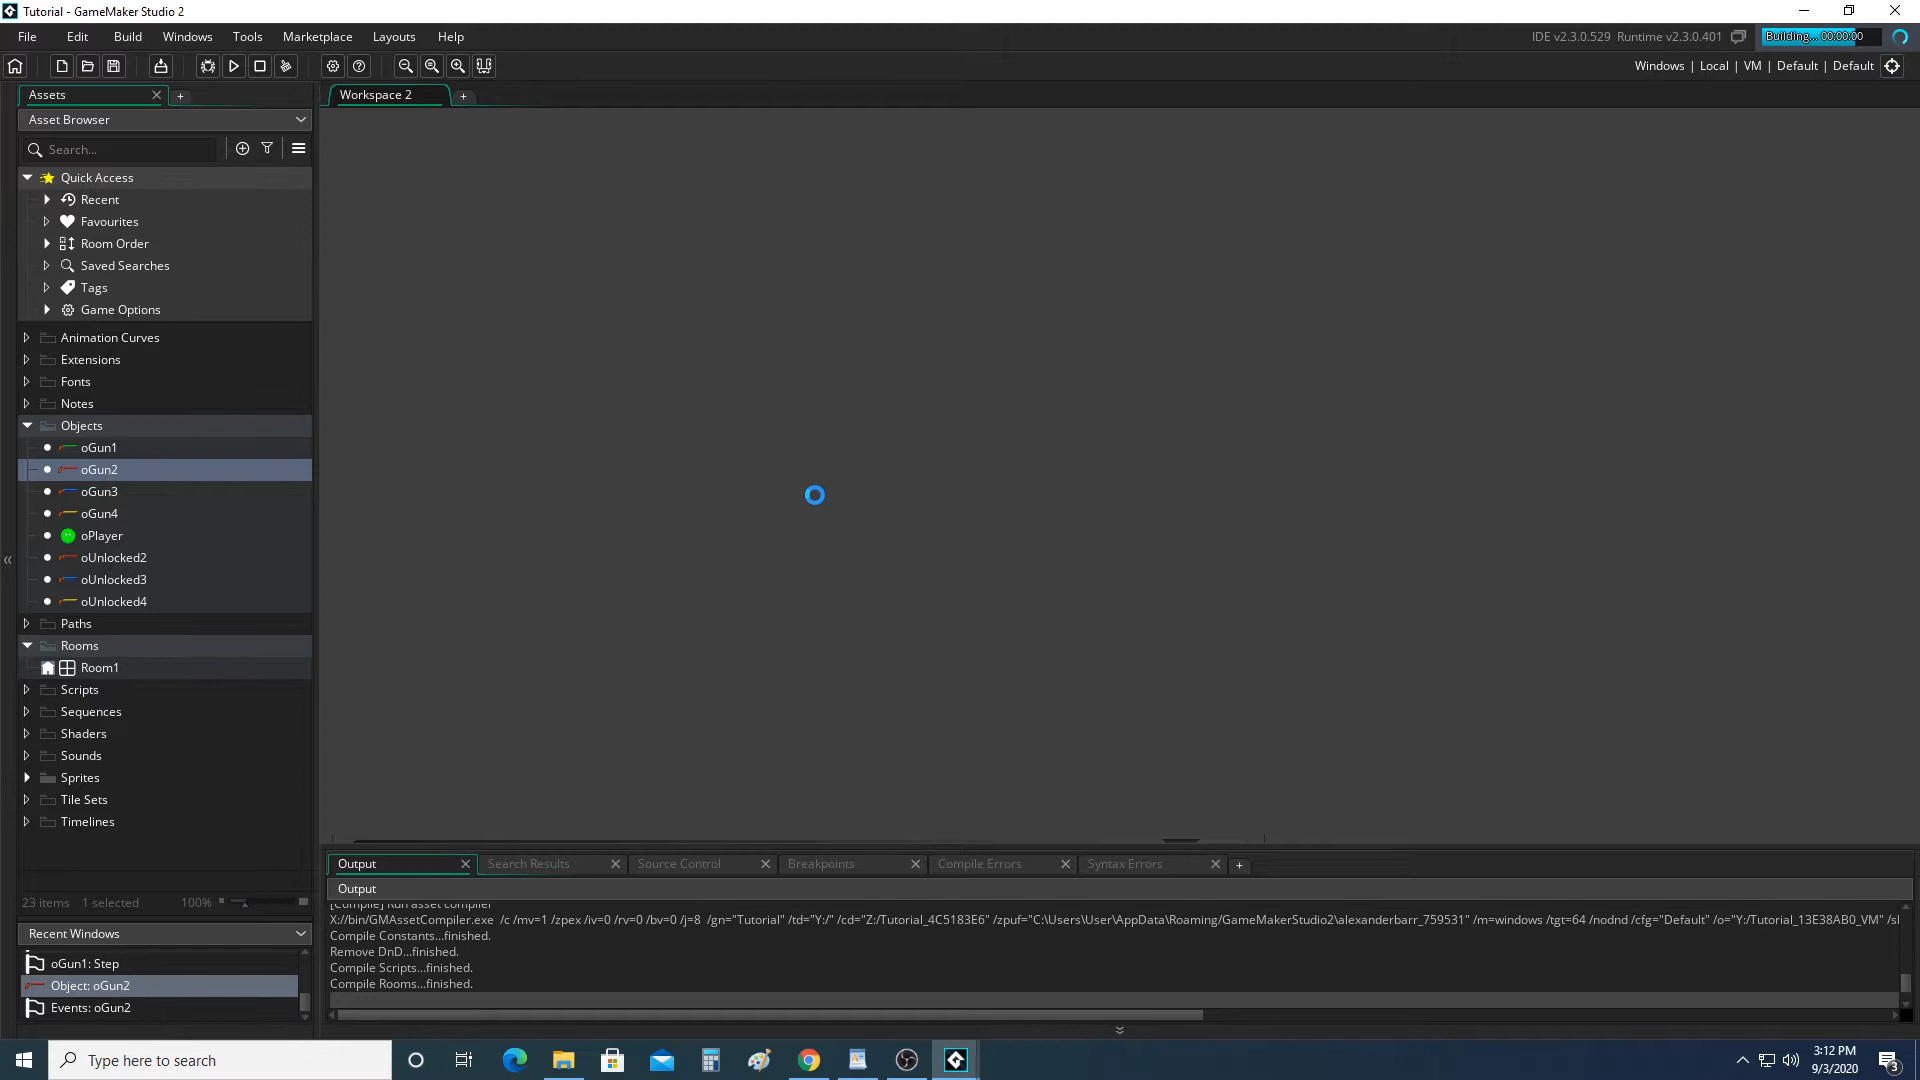 Tutorial - GameMaker Studio 2
File Edit Build Windows Tools Marketplace Layouts Help
IDE v2.3.0.529 Runtime v2.3.0.401
Building... 00:00:00
Windows | Local | VM | Default | Default
Assets
Workspace 2
Asset Browser
Search...
Quick Access
Recent
Favourites
Room Order
Saved Searches
Tags
Game Options
Animation Curves
Extensions
Fonts
Notes
Objects
oGun1
oGun2
oGun3
oGun4
oPlayer
oUnlocked2
oUnlocked3
oUnlocked4
Paths
Rooms
Room1
Scripts
Sequences
Shaders
Sounds
Sprites
Tile Sets
Timelines
23 items 1 selected 100%
Recent Windows
oGun1: Step
Object: oGun2
Events: oGun2
Output Search Results Source Control Breakpoints Compile Errors Syntax Errors
Output
[Compile] Run asset compiler
X://bin/GMAssetCompiler.exe /c /mv=1 /zpex /iv=0 /rv=0 /bv=0 /j=8 /gn="Tutorial" /td="Y:/" /cd="Z:/Tutorial_4C5183E6" /zpuf="C:\Users\User\AppData\Roaming/GameMakerStudio2\alexanderbarr_759531" /m=windows /tgt=64 /nodnd /cfg="Default" /o="Y:/Tutorial_13E38AB0_VM"
Compile Constants...finished.
Remove DnD...finished.
Compile Scripts...finished.
Compile Rooms...finished.
Type here to search
3:12 PM
9/3/2020
3